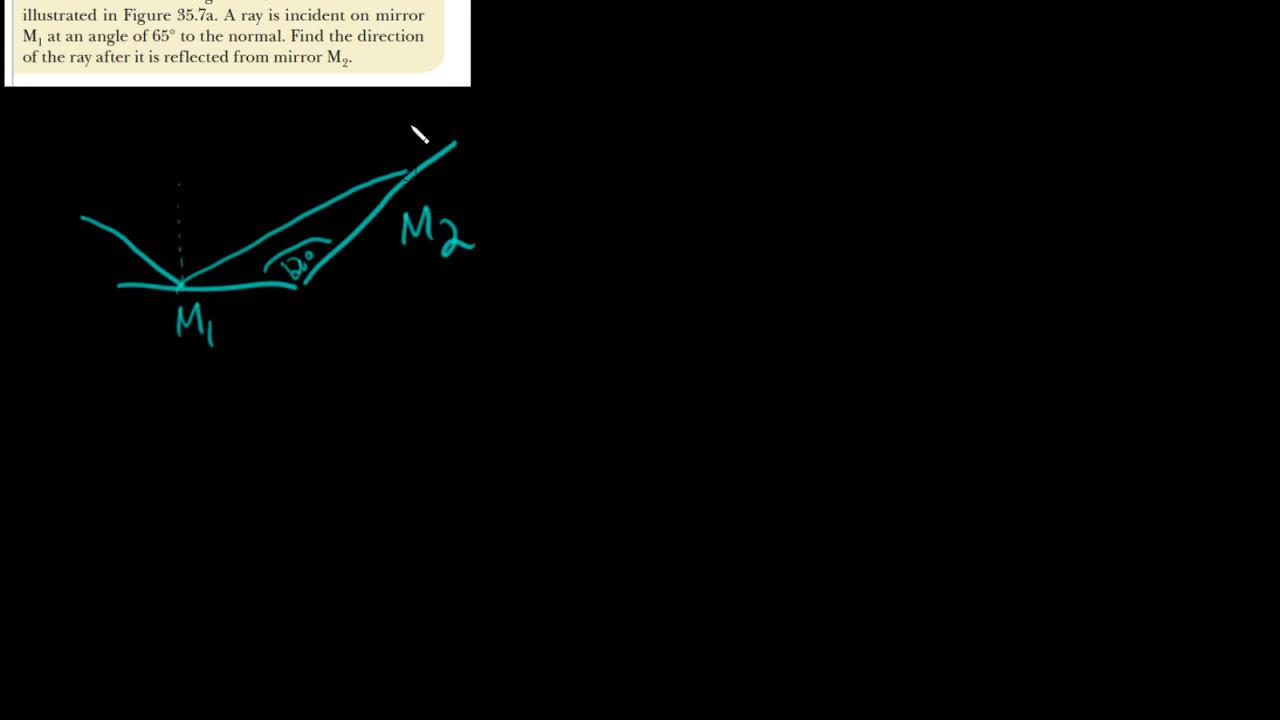 illustrated in Figure 35.7a. A ray is incident on mirror
M₁ at an angle of 65° to the normal. Find the direction
of the ray after it is reflected from mirror M₂.
M2
120°
M1